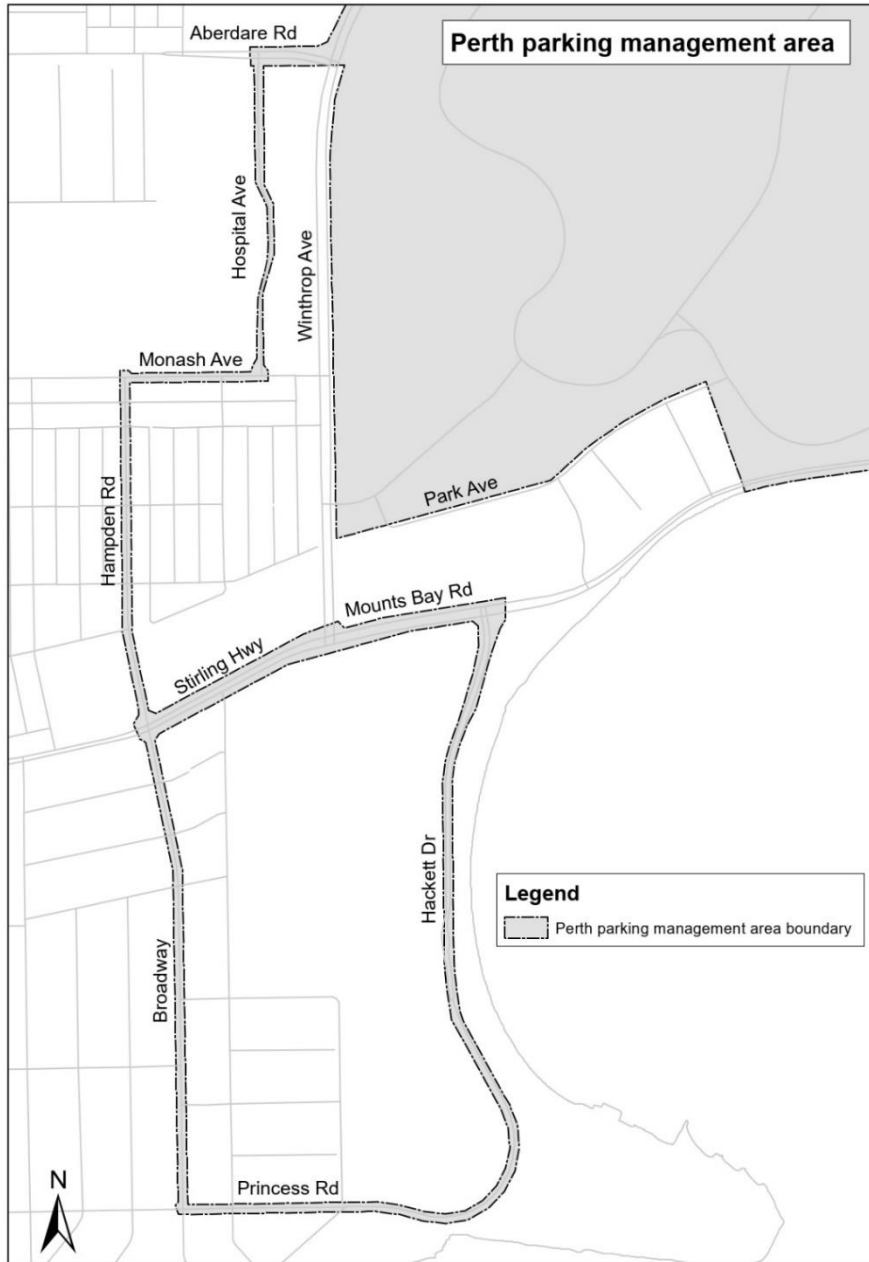 Aberdare Rd
Perth parking management area
Hospital Ave
Winthrop Ave
Monash Ave
Hampden Rd
Park Ave
Mounts Bay Rd
Stirling Hwy
Hackett Dr
Legend
Perth parking management area boundary
Broadway
Princess Rd
N